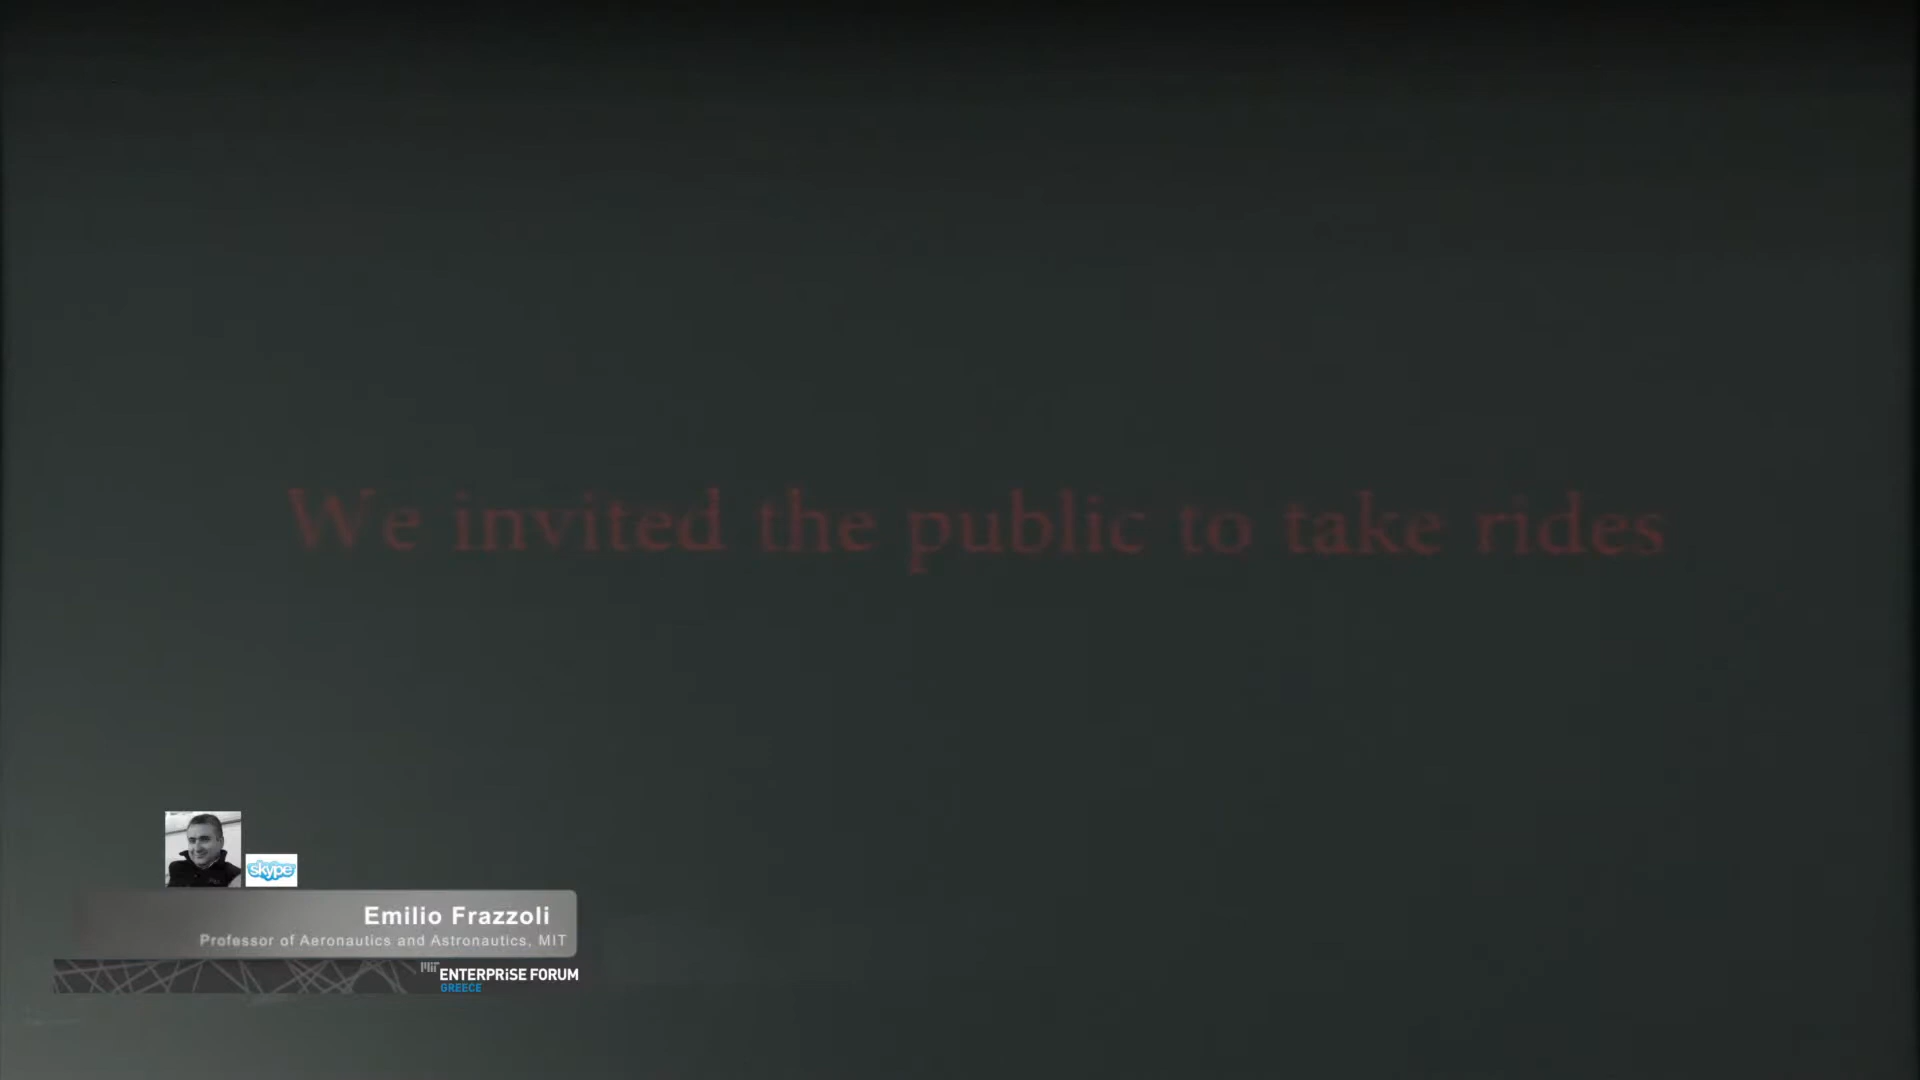 We invited the public to take rides
skype
Emilio Frazzoli
Professor of Aeronautics and Astronautics, MIT
MIT
ENTERPRiSE FORUM
GREECE